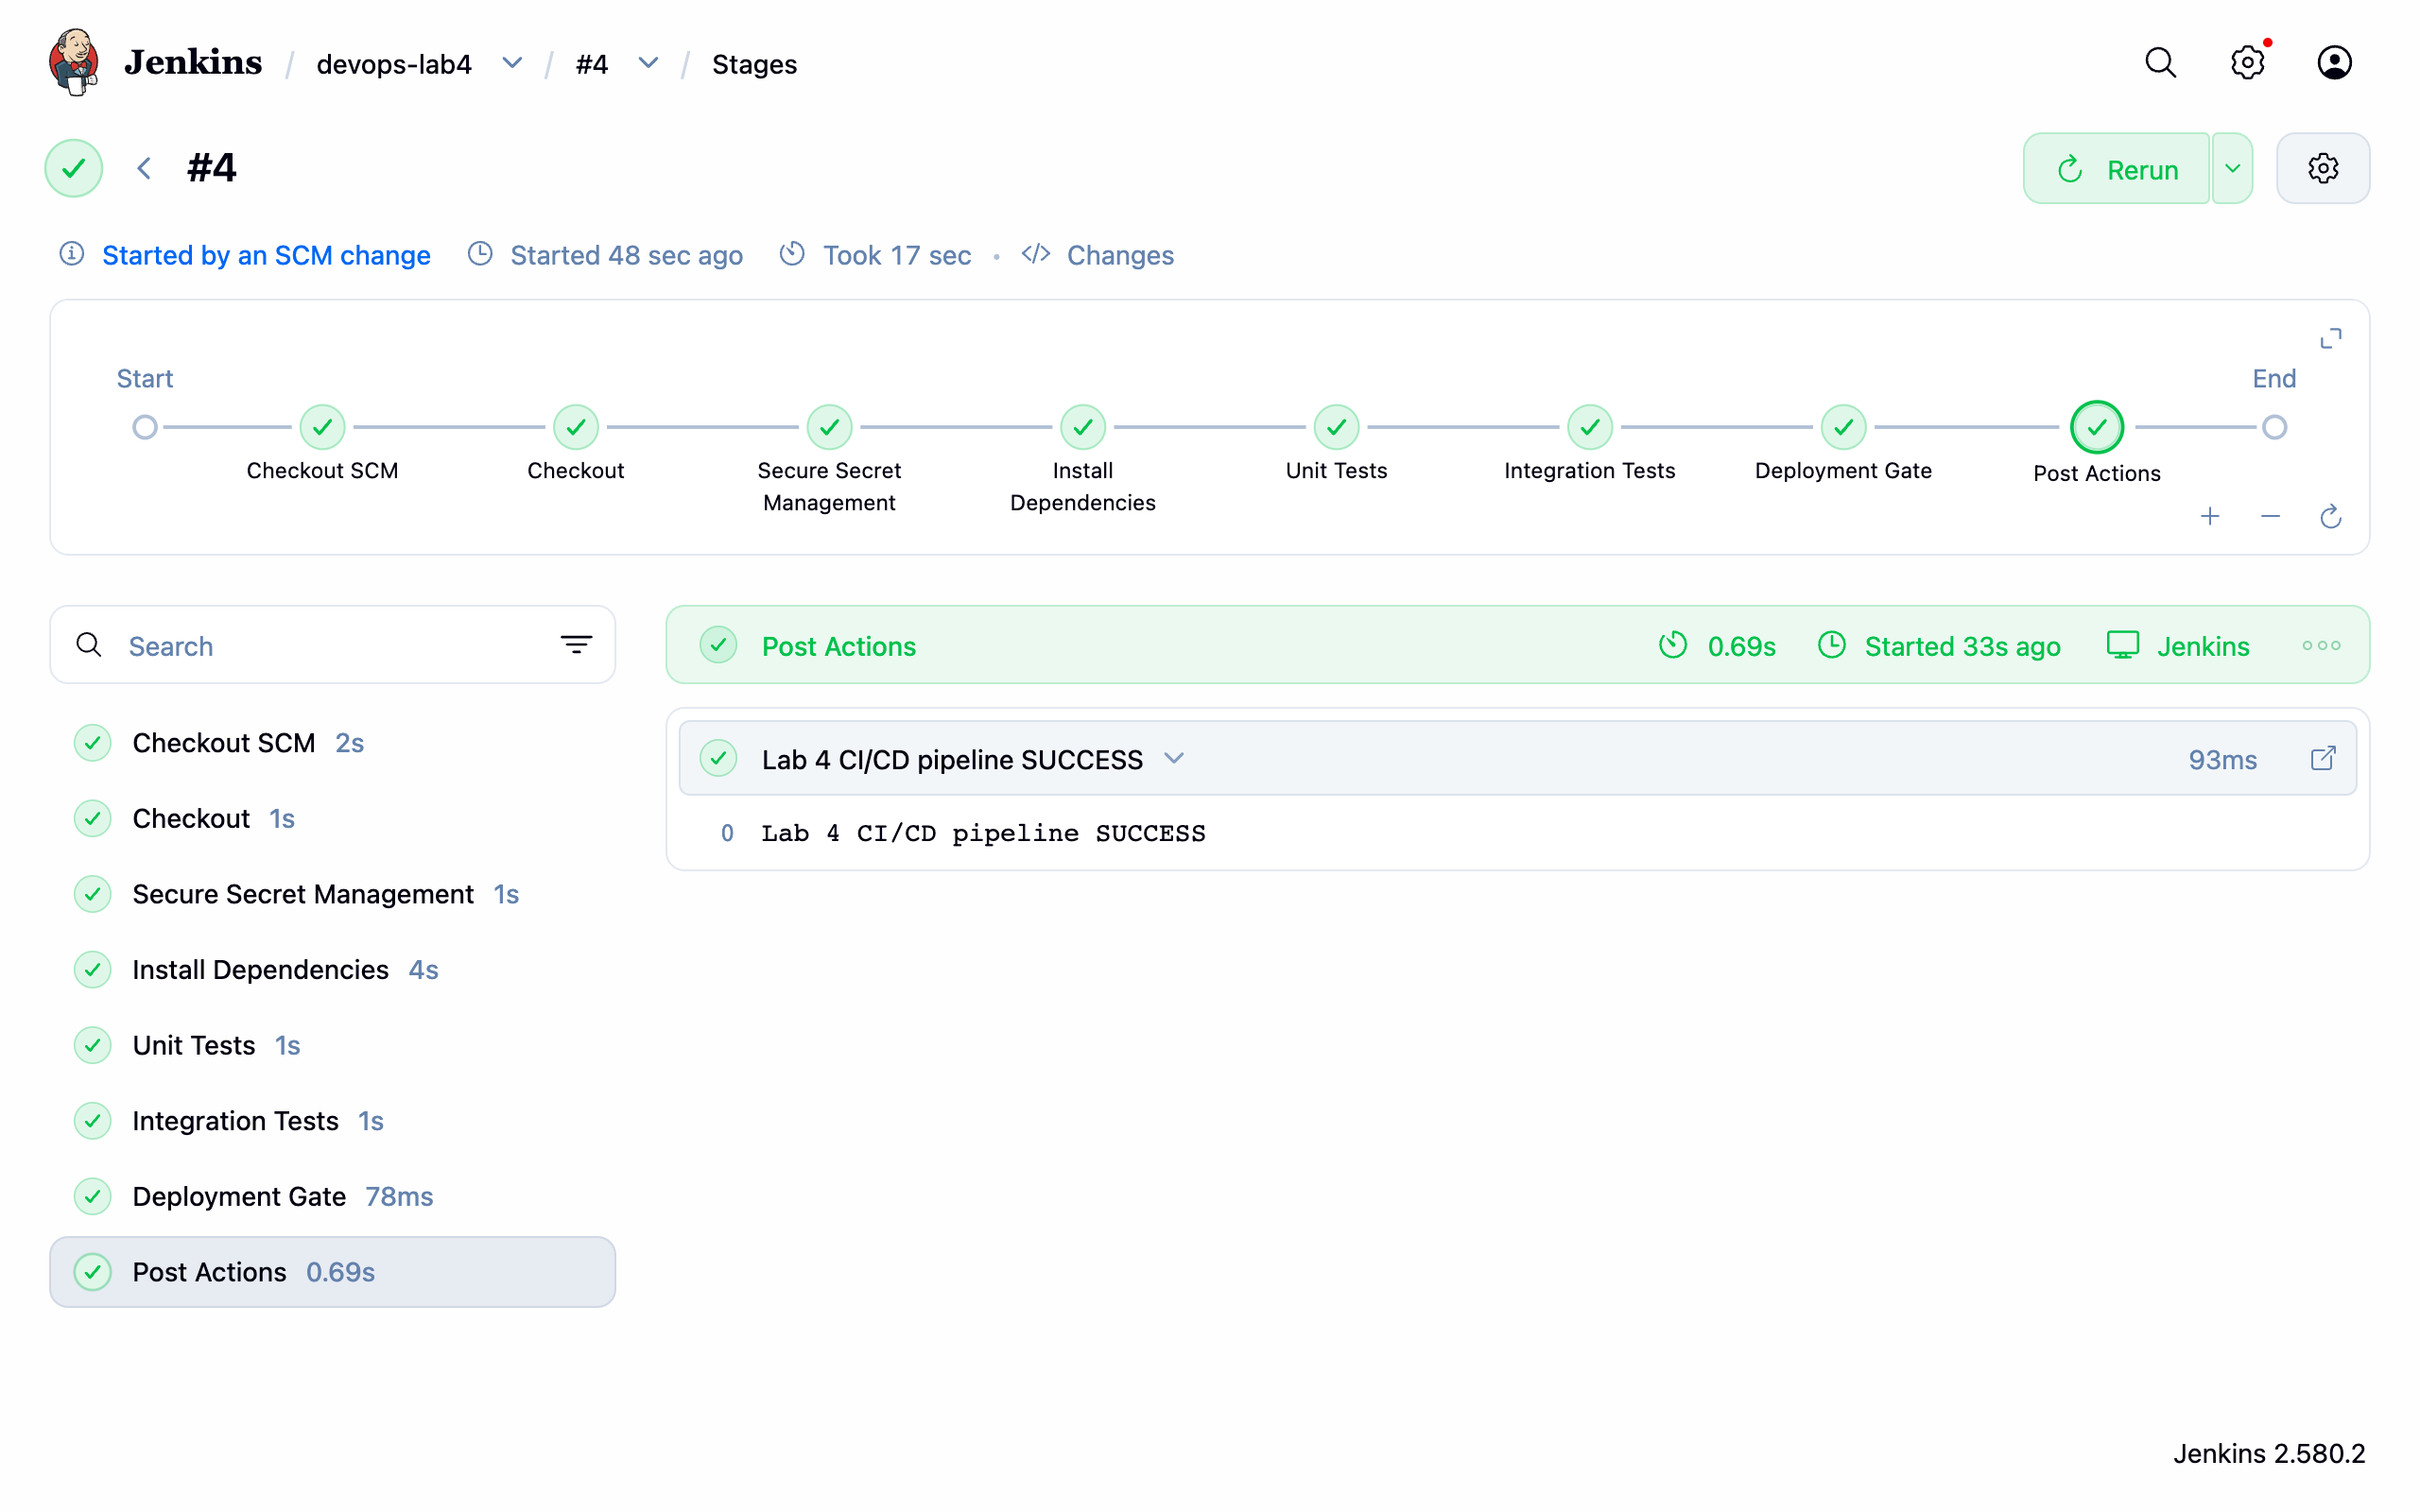 Jenkins / devops-lab4 / #4 / Stages
#4
Rerun
Started by an SCM change Started 48 sec ago Took 17 sec • </> Changes
Start End
Checkout SCM Checkout Secure Secret Install Unit Tests Integration Tests Deployment Gate Post Actions
Management Dependencies
Search
Checkout SCM 2s
Checkout 1s
Secure Secret Management 1s
Install Dependencies 4s
Unit Tests 1s
Integration Tests 1s
Deployment Gate 78ms
Post Actions 0.69s
Post Actions 0.69s Started 33s ago Jenkins
Lab 4 CI/CD pipeline SUCCESS 93ms
0 Lab 4 CI/CD pipeline SUCCESS
Jenkins 2.580.2